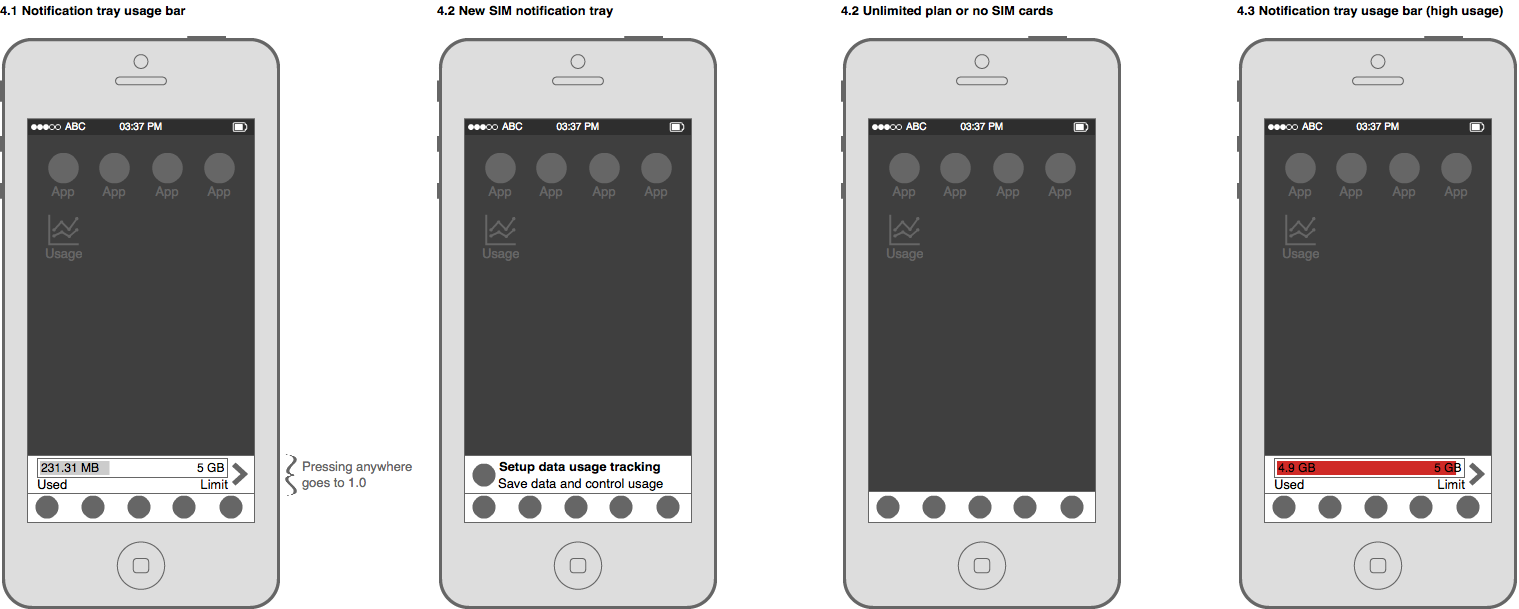 4.1 Notification tray usage bar
ABC 03:37 PM
App App App App
Usage
231.31 MB 5 GB
Used Limit
Pressing anywhere
goes to 1.0
4.2 New SIM notification tray
ABC 03:37 PM
App App App App
Usage
Setup data usage tracking
Save data and control usage
4.2 Unlimited plan or no SIM cards
ABC 03:37 PM
App App App App
Usage
4.3 Notification tray usage bar (high usage)
ABC 03:37 PM
App App App App
Usage
4.9 GB 5 GB
Used Limit